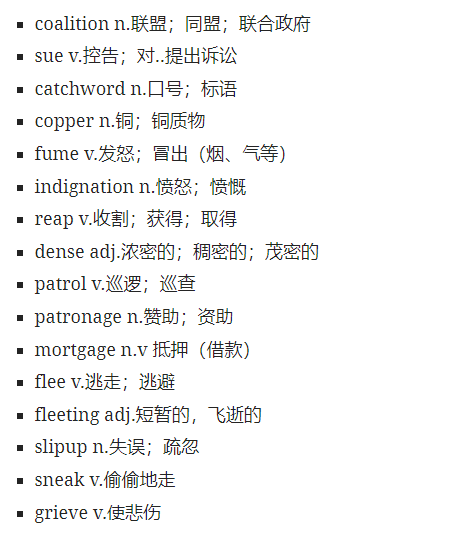 coalition n.联盟；同盟；联合政府
sue v.控告；对..提出诉讼
catchword n.口号；标语
copper n.铜；铜质物
fume v.发怒；冒出（烟、气等）
indignation n.愤怒；愤慨
reap v.收割；获得；取得
dense adj.浓密的；稠密的；茂密的
patrol v.巡逻；巡查
patronage n.赞助；资助
mortgage n.v 抵押（借款）
flee v.逃走；逃避
fleeting adj.短暂的，飞逝的
slipup n.失误；疏忽
sneak v.偷偷地走
grieve v.使悲伤